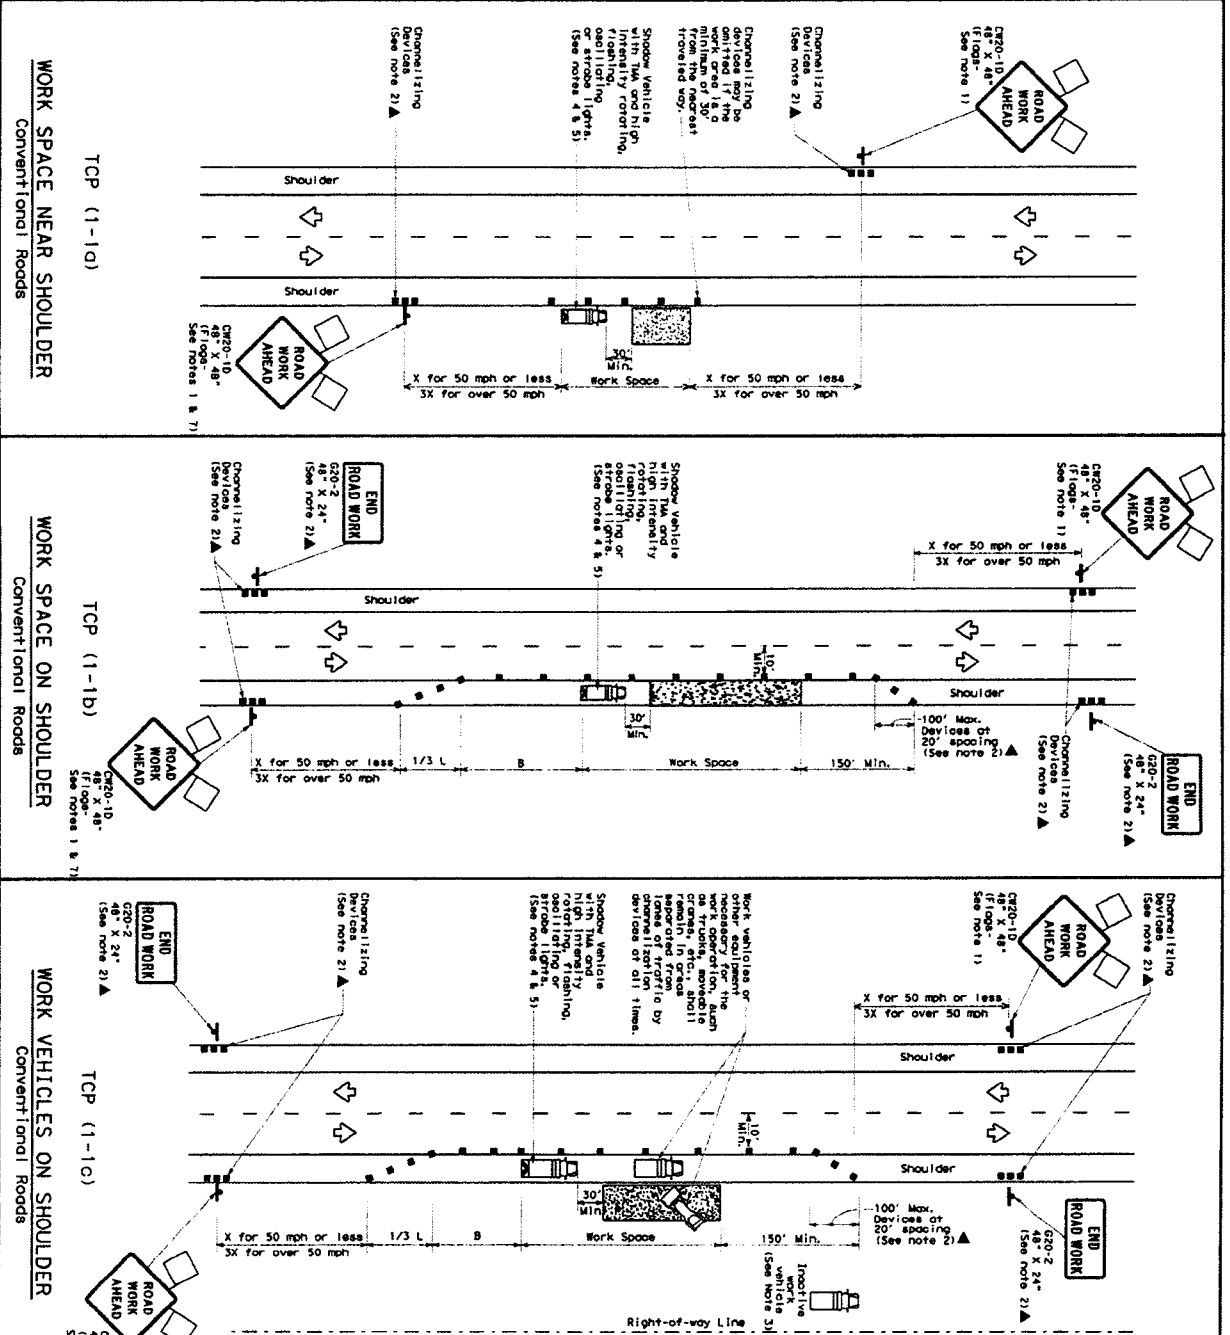 CW20-1D
48" X 48"
(Flags-
See note 1)
ROAD
WORK
AHEAD
Channelizing
Devices
(See note 2)▲
Channelizing
devices may be
omitted if the
work area is a
minimum of 30'
from the nearest
traveled way.
Shadow Vehicle
with TMA and high
intensity rotating,
flashing,
oscillating
or strobe lights.
(See notes 4 & 5)
Channelizing
Devices
(See note 2)▲
Shoulder
Shoulder
30'
Min.
X for 50 mph or less
3X for over 50 mph
Work Space
X for 50 mph or less
3X for over 50 mph
ROAD
WORK
AHEAD
CW20-1D
48" X 48"
(Flags-
See notes 1 & 7)
TCP (1-1a)
WORK SPACE NEAR SHOULDER
Conventional Roads
CW20-1D
48" X 48"
(Flags-
See note 1)
ROAD
WORK
AHEAD
X for 50 mph or less
3X for over 50 mph
Shadow Vehicle
with TMA and
high intensity
rotating,
flashing,
oscillating or
strobe lights.
(See notes 4 & 5)
END
ROAD WORK
G20-2
48" X 24"
(See note 2)▲
Channelizing
Devices
(See note 2)▲
Shoulder
10'
Min.
Shoulder
30'
Min.
100' Max.
Devices at
20' spacing
(See note 2)▲
X for 50 mph or less
3X for over 50 mph
1/3 L
B
Work Space
150' Min.
Channelizing
Devices
(See note 2)▲
END
ROAD WORK
G20-2
48" X 24"
(See note 2)▲
ROAD
WORK
AHEAD
CW20-1D
48" X 48"
(Flags-
See notes 1 & 7)
TCP (1-1b)
WORK SPACE ON SHOULDER
Conventional Roads
Channelizing
Devices
(See note 2)▲
CW20-1D
48" X 48"
(Flags-
See note 1)
ROAD
WORK
AHEAD
X for 50 mph or less
3X for over 50 mph
Work vehicles or
other equipment
necessary for the
work operation, such
as trucks, moveable
cranes, etc., shall
remain in areas
separated from
lanes of traffic by
channelization
devices at all times.
Shadow Vehicle
with TMA and
high intensity
rotating, flashing,
oscillating or
strobe lights.
(See notes 4 & 5)
Channelizing
Devices
(See note 2)▲
END
ROAD WORK
G20-2
48" X 24"
(See note 2)▲
Shoulder
10'
Min.
Shoulder
30'
Min
100' Max.
Devices at
20' spacing
(See note 2)▲
X for 50 mph or less
3X for over 50 mph
1/3 L
B
Work Space
150' Min.
END
ROAD WORK
G20-2
48" X 24"
(See note 2)▲
Inactive
work
vehicle
(See Note 3)
Right-of-way Line
ROAD
WORK
AHEAD
TCP (1-1c)
WORK VEHICLES ON SHOULDER
Conventional Roads